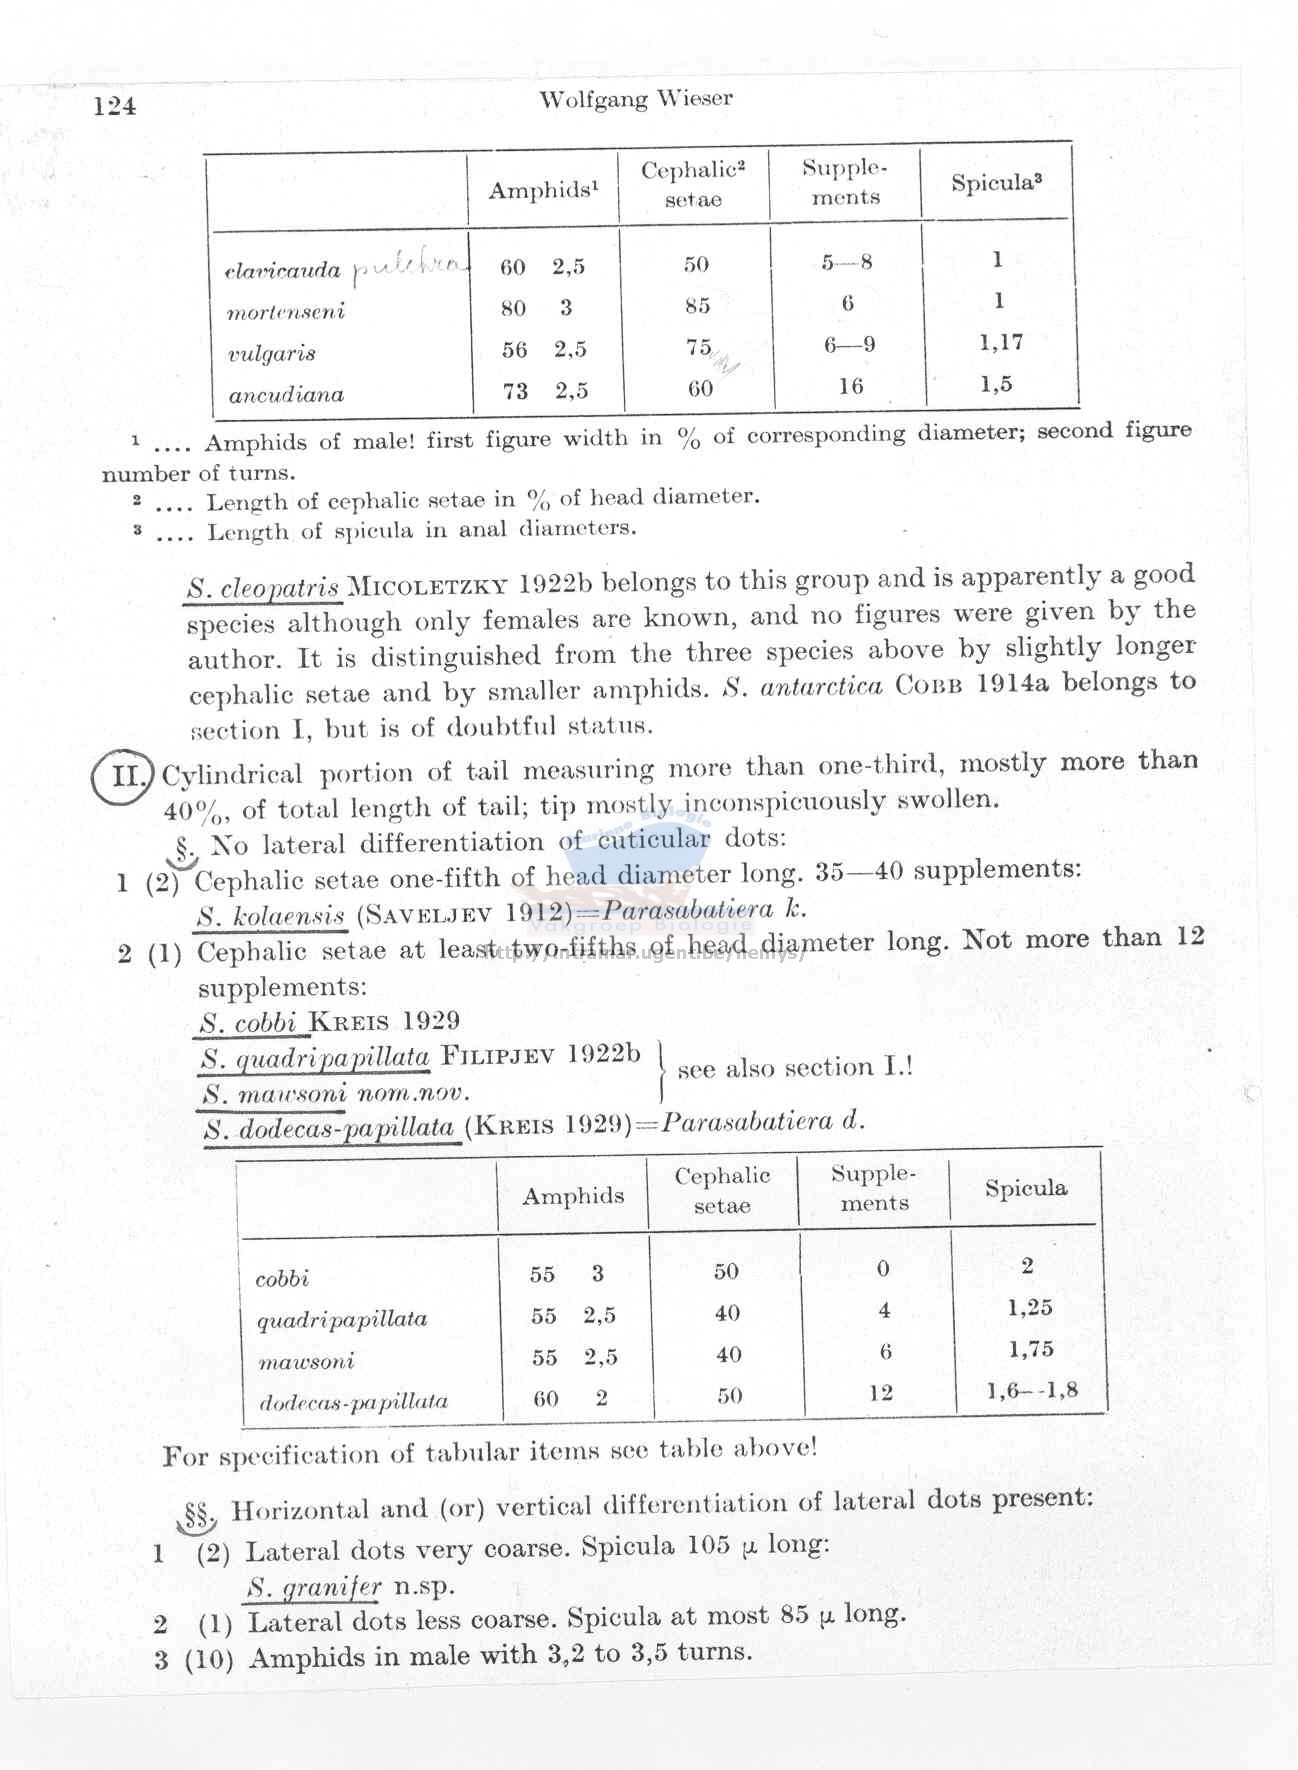 124
Wolfgang Wieser
Amphids¹ Cephalic² setae Supple-ments Spicula³
clavicauda pulchra 60 2,5 50 5—8 1
mortenseni 80 3 85 6 1
vulgaris 56 2,5 75 6—9 1,17
ancudiana 73 2,5 60 16 1,5
¹ .... Amphids of male! first figure width in % of corresponding diameter; second figure
number of turns.
² .... Length of cephalic setae in % of head diameter.
³ .... Length of spicula in anal diameters.
S. cleopatris MICOLETZKY 1922b belongs to this group and is apparently a good
species although only females are known, and no figures were given by the
author. It is distinguished from the three species above by slightly longer
cephalic setae and by smaller amphids. S. antarctica COBB 1914a belongs to
section I, but is of doubtful status.
II. Cylindrical portion of tail measuring more than one-third, mostly more than
40%, of total length of tail; tip mostly inconspicuously swollen.
§. No lateral differentiation of cuticular dots:
1 (2) Cephalic setae one-fifth of head diameter long. 35—40 supplements:
S. kolaensis (SAVELJEV 1912)=Parasabatiera k.
Vakgroep Biologie
2 (1) Cephalic setae at least two-fifths of head diameter long. Not more than 12
supplements:
S. cobbi KREIS 1929
S. quadripapillata FILIPJEV 1922b
S. mawsoni nom.nov.
see also section I.!
S. dodecas-papillata (KREIS 1929)=Parasabatiera d.
Amphids Cephalic setae Supple-ments Spicula
cobbi 55 3 50 0 2
quadripapillata 55 2,5 40 4 1,25
mawsoni 55 2,5 40 6 1,75
dodecas-papillata 60 2 50 12 1,6--1,8
For specification of tabular items see table above!
§§. Horizontal and (or) vertical differentiation of lateral dots present:
1 (2) Lateral dots very coarse. Spicula 105 µ long:
S. granifer n.sp.
2 (1) Lateral dots less coarse. Spicula at most 85 µ long.
3 (10) Amphids in male with 3,2 to 3,5 turns.